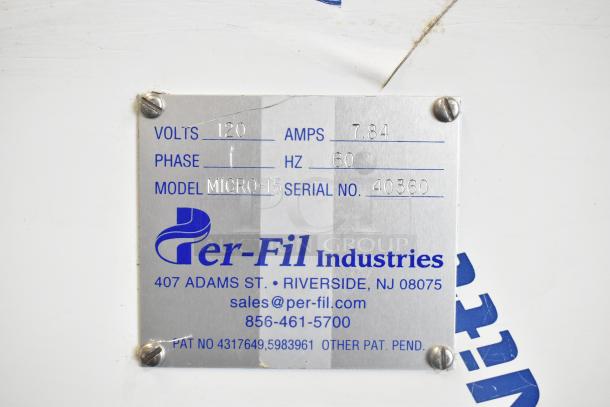 VOLTS 120 AMPS 7.84
PHASE 1 HZ 60
MODEL MICRO-15 SERIAL NO. 40360
Per-Fil Industries
407 ADAMS ST. • RIVERSIDE, NJ 08075
sales@per-fil.com
856-461-5700
PAT NO 4317649,5983961 OTHER PAT. PEND.